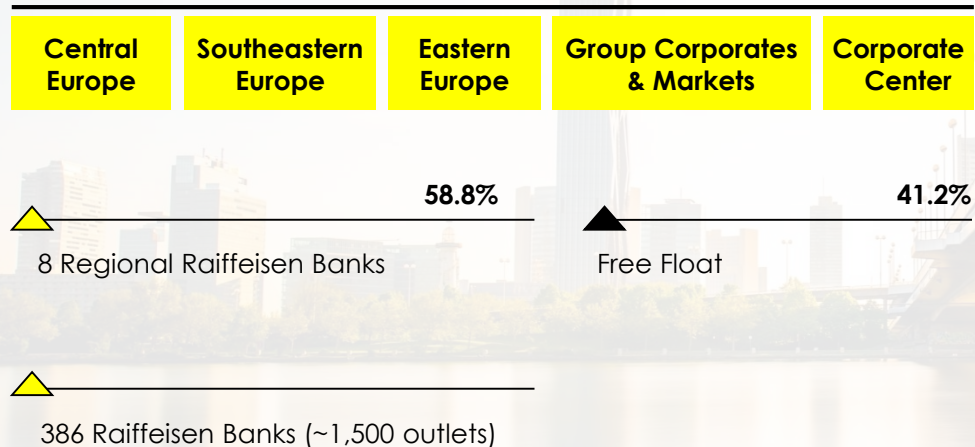 Central
Europe
Southeastern
Europe
Eastern
Europe
Group Corporates
& Markets
Corporate
Center
58.8%
8 Regional Raiffeisen Banks
41.2%
Free Float
386 Raiffeisen Banks (~1,500 outlets)